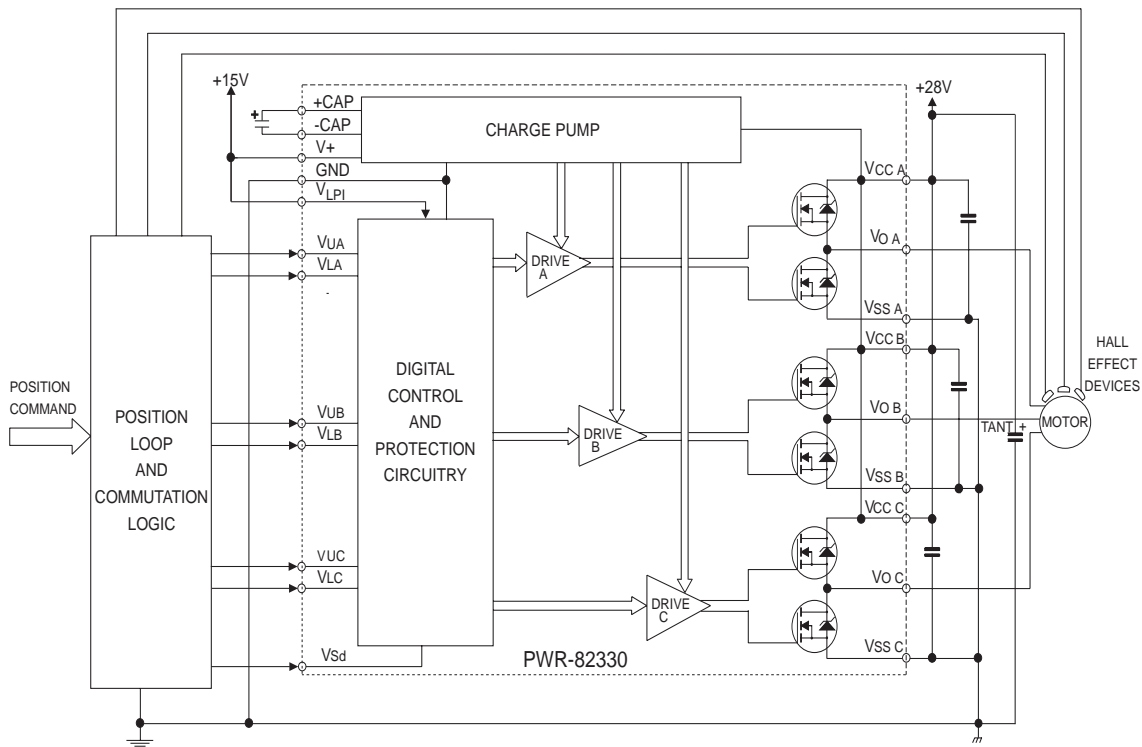 +15V
+28V
+
+CAP
-CAP
CHARGE PUMP
V+
GND
VLPI
VCC A
VUA
VLA
DRIVE
A
VO A
VSS A
VCC B
HALL
EFFECT
DEVICES
POSITION
COMMAND
POSITION
LOOP
AND
COMMUTATION
LOGIC
DIGITAL
CONTROL
AND
PROTECTION
CIRCUITRY
VUB
VLB
DRIVE
B
VO B
TANT +
MOTOR
VSS B
VCC C
VUC
VLC
DRIVE
C
VO C
VSS C
VSd
PWR-82330